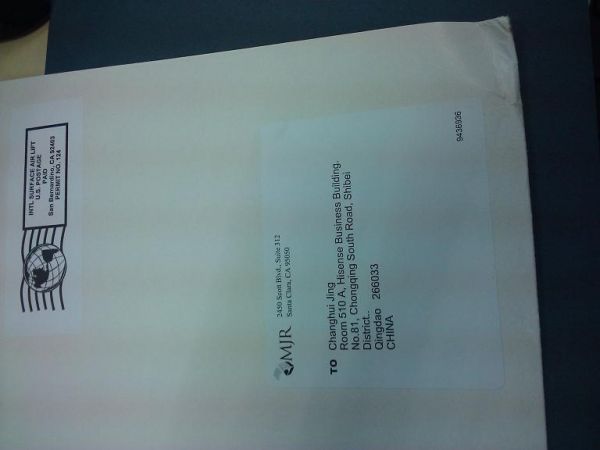 INTL SURFACE AIR LIFT
U.S. POSTAGE
PAID
San Bernardino, CA 92403
PERMIT NO. 124
MJR
2450 Scott Blvd., Suite 312
Santa Clara, CA 95050
TO Changhui Jing
Room 510 A, Hisense Business Building.
No.81, Chongqing South Road, Shibei
District..
Qingdao 266033
CHINA
9436936